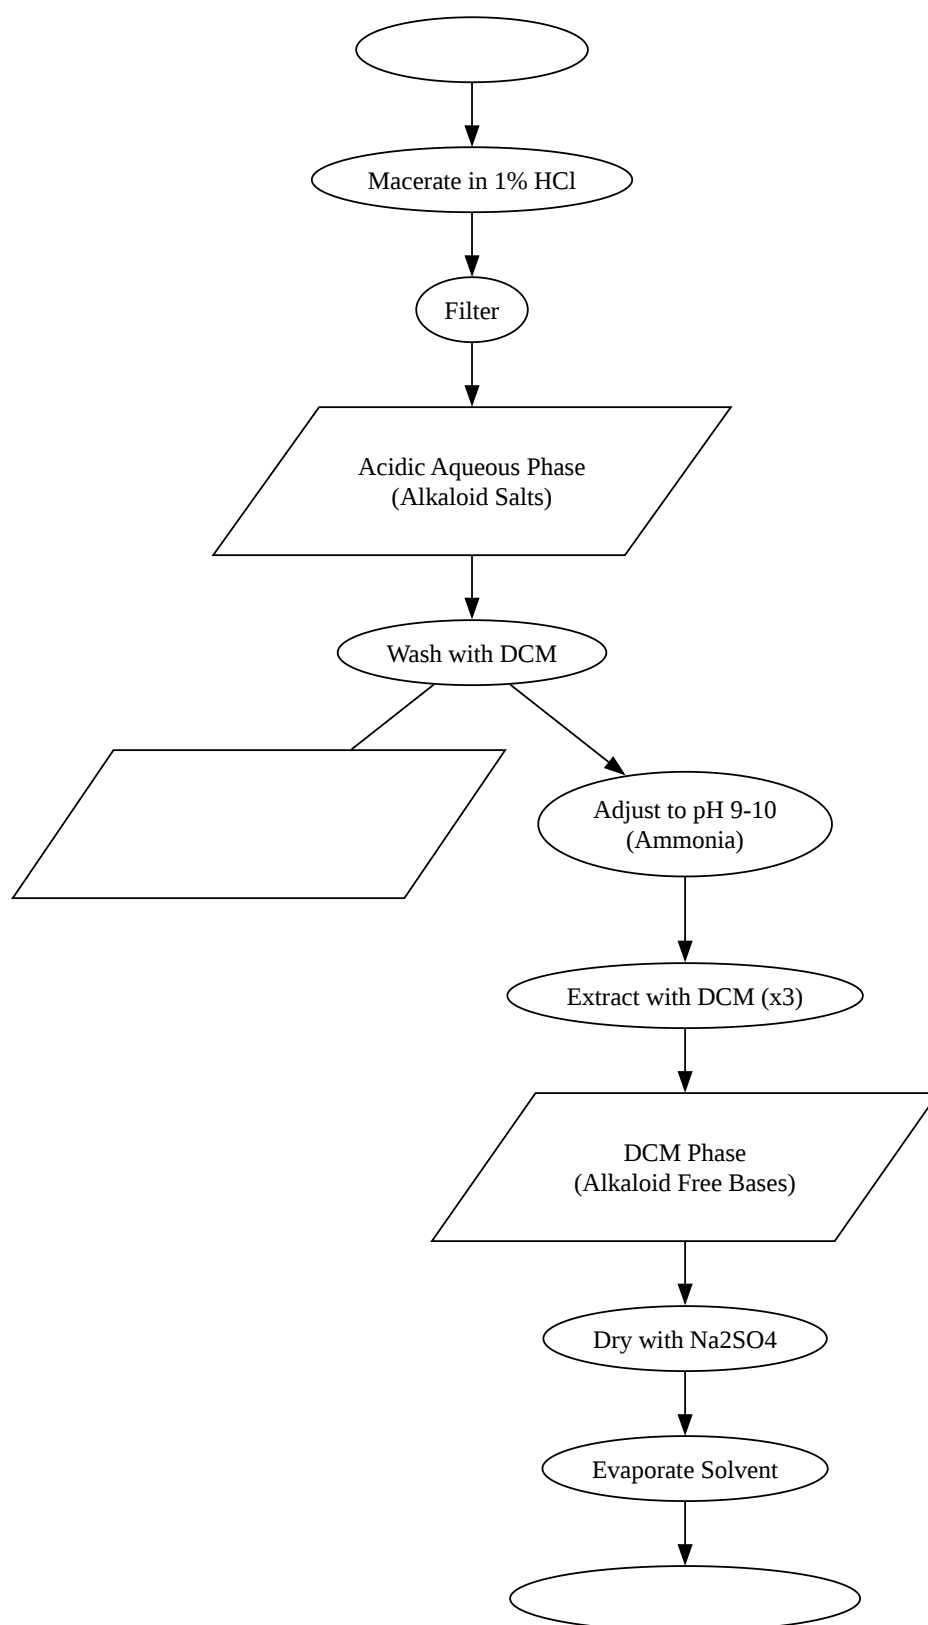 Macerate in 1% HCl
Filter
Acidic Aqueous Phase
(Alkaloid Salts)
Wash with DCM
Adjust to pH 9-10
(Ammonia)
Extract with DCM (x3)
DCM Phase
(Alkaloid Free Bases)
Dry with Na2SO4
Evaporate Solvent